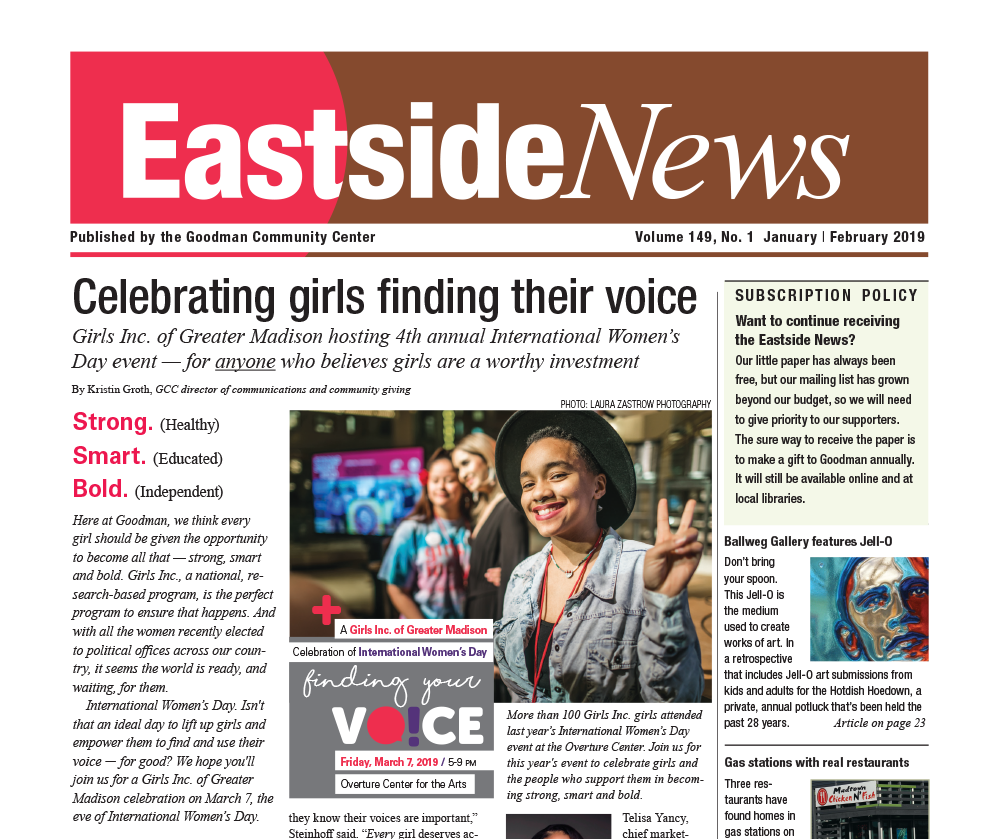 EastsideNews
Published by the Goodman Community Center
Volume 149, No. 1 January | February 2019
Celebrating girls finding their voice
Girls Inc. of Greater Madison hosting 4th annual International Women's
Day event — for anyone who believes girls are a worthy investment
By Kristin Groth, GCC director of communications and community giving
PHOTO: LAURA ZASTROW PHOTOGRAPHY
Strong. (Healthy)
Smart. (Educated)
Bold. (Independent)
Here at Goodman, we think every
girl should be given the opportunity
to become all that — strong, smart
and bold. Girls Inc., a national, re-
search-based program, is the perfect
program to ensure that happens. And
with all the women recently elected
to political offices across our coun-
try, it seems the world is ready, and
waiting, for them.
International Women's Day. Isn't
that an ideal day to lift up girls and
empower them to find and use their
voice — for good? We hope you'll
join us for a Girls Inc. of Greater
Madison celebration on March 7, the
eve of International Women's Day.
A Girls Inc. of Greater Madison
Celebration of International Women's Day
finding your
VOICE
Friday, March 7, 2019 / 5-9 PM
Overture Center for the Arts
they know their voices are important,"
Steinhoff said. "Every girl deserves ac-
More than 100 Girls Inc. girls attended
last year's International Women's Day
event at the Overture Center. Join us for
this year's event to celebrate girls and
the people who support them in becom-
ing strong, smart and bold.
Telisa Yancy,
chief market-
SUBSCRIPTION POLICY
Want to continue receiving
the Eastside News?
Our little paper has always been
free, but our mailing list has grown
beyond our budget, so we will need
to give priority to our supporters.
The sure way to receive the paper is
to make a gift to Goodman annually.
It will still be available online and at
local libraries.
Ballweg Gallery features Jell-O
Don't bring
your spoon.
This Jell-O is
the medium
used to create
works of art. In
a retrospective
that includes Jell-O art submissions from
kids and adults for the Hotdish Hoedown, a
private, annual potluck that's been held the
past 28 years. Article on page 23
Gas stations with real restaurants
Three res-
taurants have
found homes in
gas stations on
Madtown
Chicken N' Fish